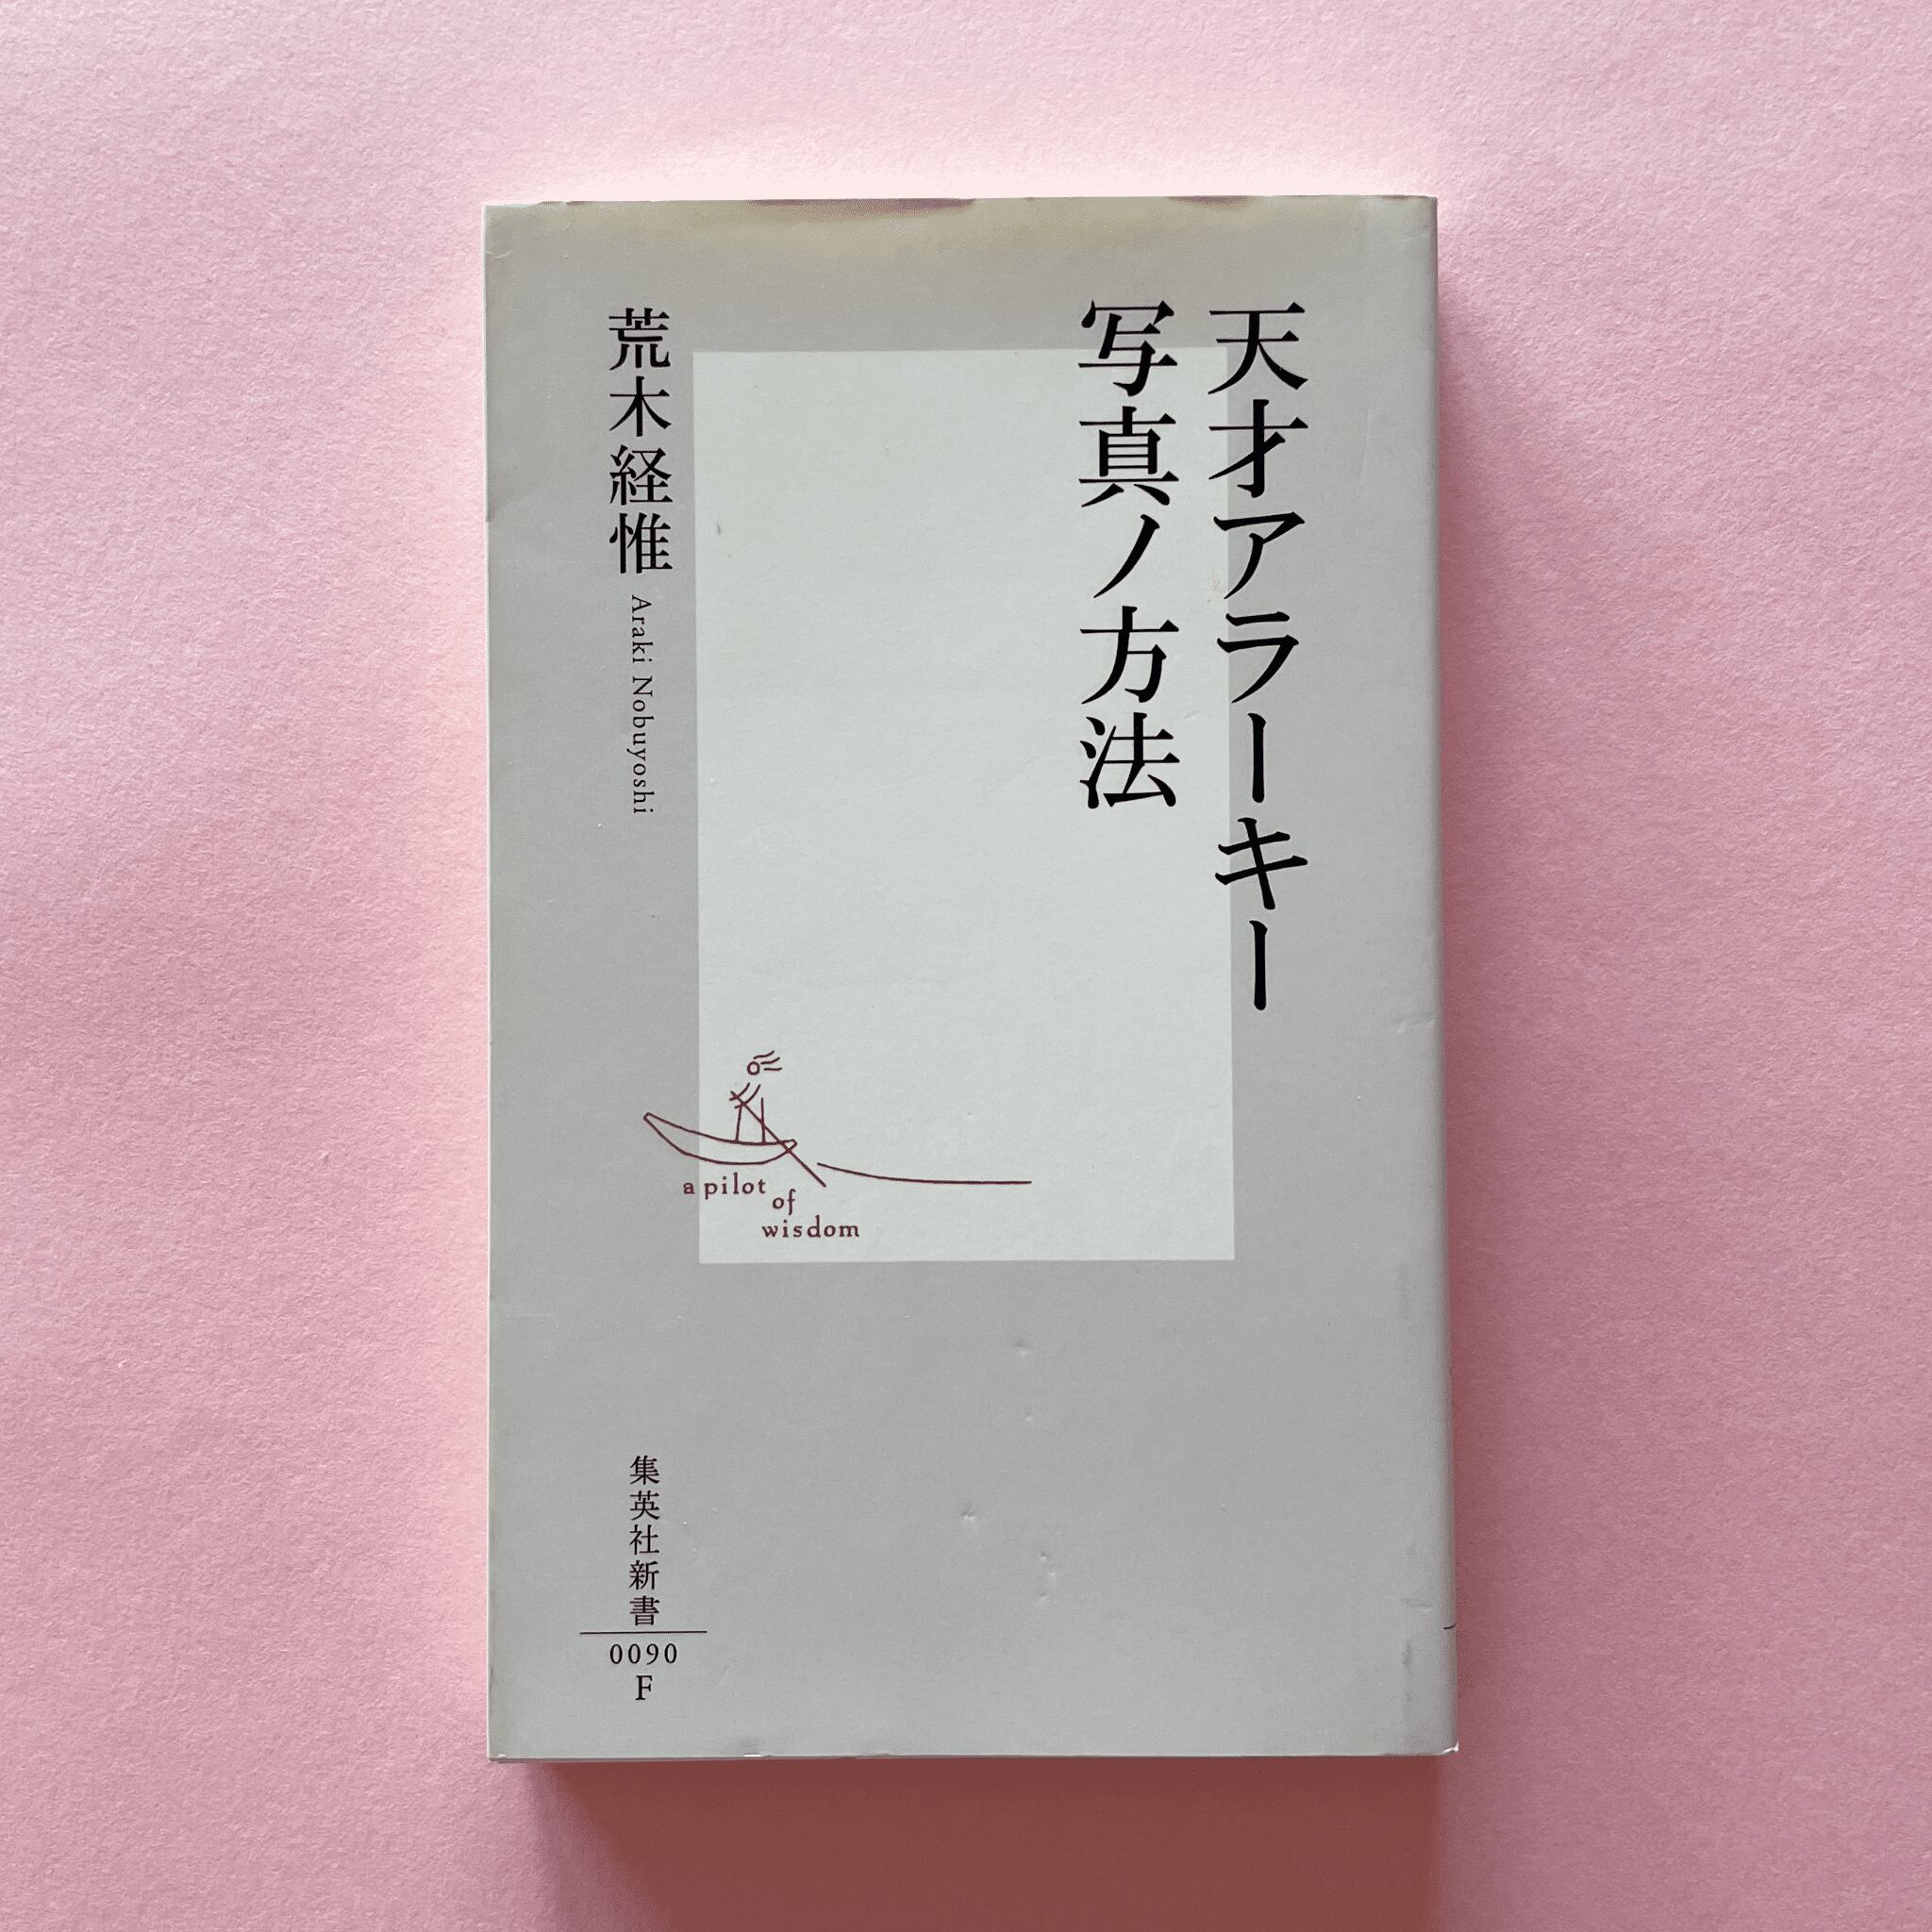 天才アラーキー
写真ノ方法
荒木経惟 Araki Nobuyoshi
a pilot
of
wisdom
集英社新書
0090
F